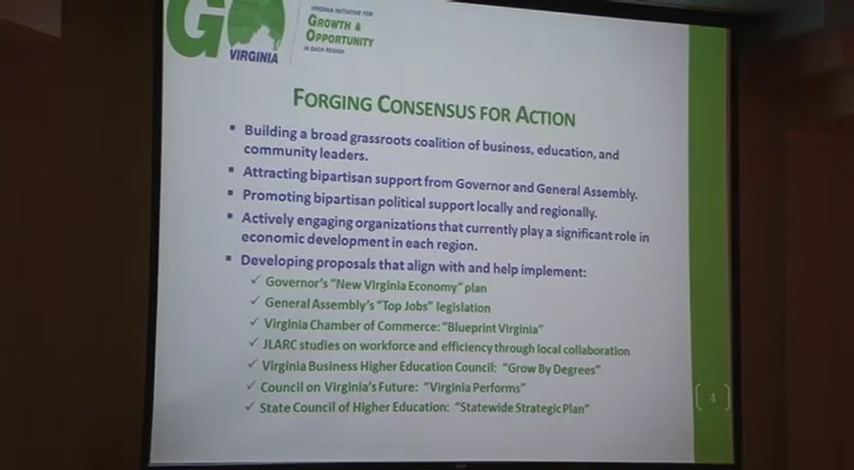 GO
VIRGINIA
VIRGINIA INITIATIVE FOR
GROWTH &
OPPORTUNITY
IN EACH REGION
FORGING CONSENSUS FOR ACTION
▪ Building a broad grassroots coalition of business, education, and
community leaders.
▪ Attracting bipartisan support from Governor and General Assembly.
▪ Promoting bipartisan political support locally and regionally.
▪ Actively engaging organizations that currently play a significant role in
economic development in each region.
▪ Developing proposals that align with and help implement:
✓ Governor's "New Virginia Economy" plan
✓ General Assembly's "Top Jobs" legislation
✓ Virginia Chamber of Commerce: "Blueprint Virginia"
✓ JLARC studies on workforce and efficiency through local collaboration
✓ Virginia Business Higher Education Council: "Grow By Degrees"
✓ Council on Virginia's Future: "Virginia Performs"
✓ State Council of Higher Education: "Statewide Strategic Plan"
4